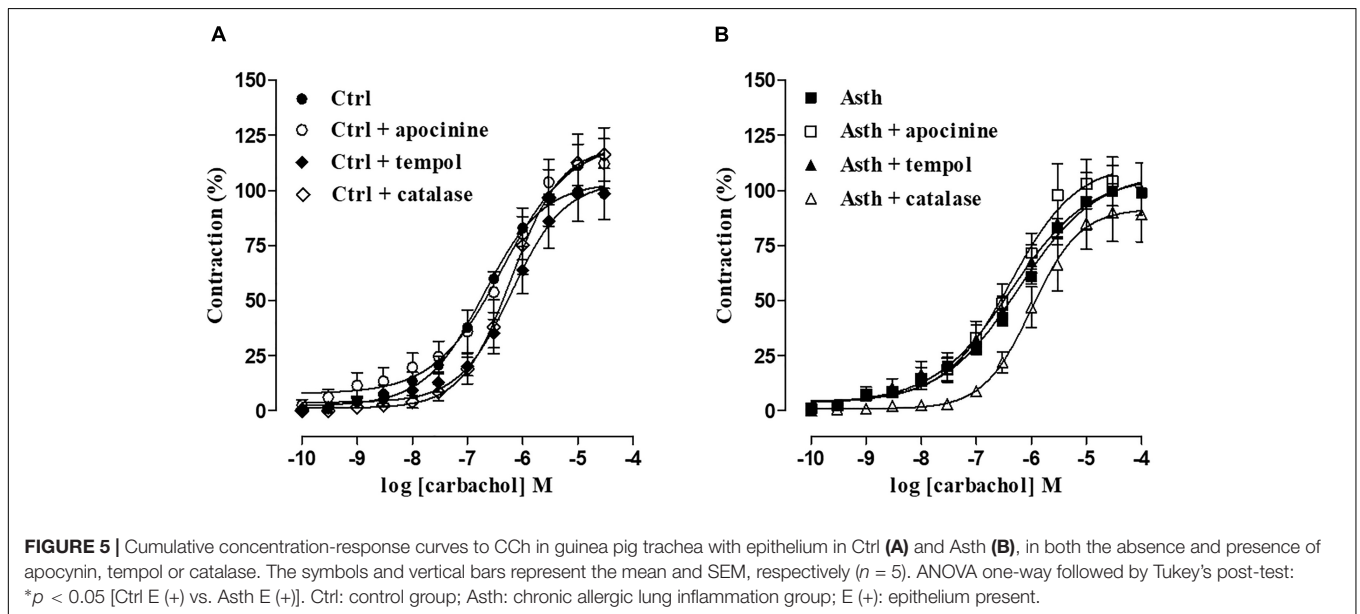 A
B
150
125
100
75
50
25
0
Contraction (%)
Ctrl
Ctrl + apocinine
Ctrl + tempol
Ctrl + catalase
-10 -9 -8 -7 -6 -5 -4
log [carbachol] M
150
125
100
75
50
25
0
Contraction (%)
Asth
Asth + apocinine
Asth + tempol
Asth + catalase
-10 -9 -8 -7 -6 -5 -4
log [carbachol] M
FIGURE 5 | Cumulative concentration-response curves to CCh in guinea pig trachea with epithelium in Ctrl (A) and Asth (B), in both the absence and presence of
apocynin, tempol or catalase. The symbols and vertical bars represent the mean and SEM, respectively (n = 5). ANOVA one-way followed by Tukey's post-test:
*p < 0.05 [Ctrl E (+) vs. Asth E (+)]. Ctrl: control group; Asth: chronic allergic lung inflammation group; E (+): epithelium present.